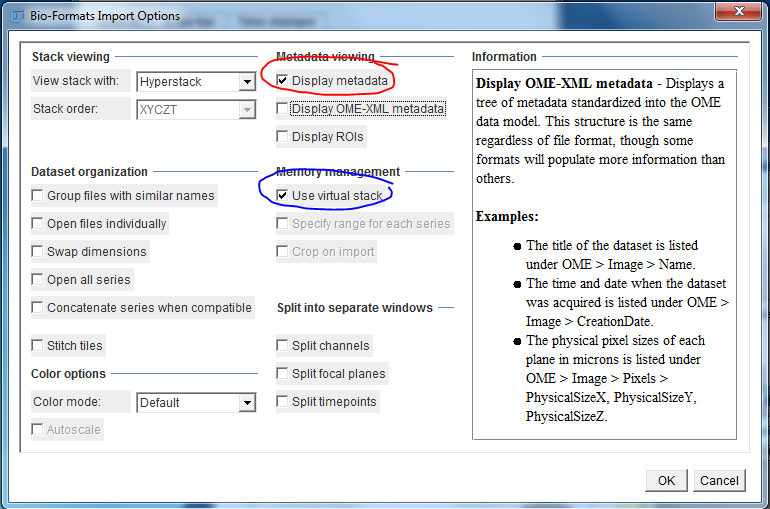 Bio-Formats Import Options
Stack viewing
View stack with: Hyperstack
Stack order: XYCZT
Metadata viewing
Display metadata
Display OME-XML metadata
Display ROIs
Dataset organization
Group files with similar names
Open files individually
Swap dimensions
Open all series
Concatenate series when compatible
Stitch tiles
Memory management
Use virtual stack
Specify range for each series
Crop on import
Split into separate windows
Split channels
Split focal planes
Split timepoints
Color options
Color mode: Default
Autoscale
Information
Display OME-XML metadata - Displays a
tree of metadata standardized into the OME
data model. This structure is the same
regardless of file format, though some
formats will populate more information than
others.
Examples:
● The title of the dataset is listed
under OME > Image > Name.
● The time and date when the dataset
was acquired is listed under OME >
Image > CreationDate.
● The physical pixel sizes of each
plane in microns is listed under
OME > Image > Pixels >
PhysicalSizeX, PhysicalSizeY,
PhysicalSizeZ.
OK
Cancel